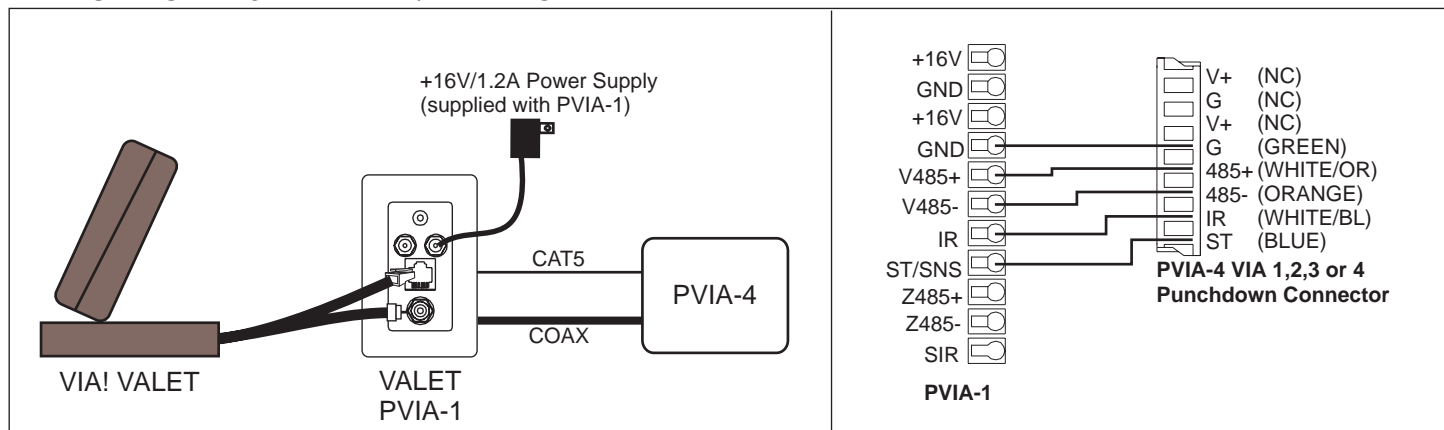 +16V/1.2A Power Supply
(supplied with PVIA-1)
CAT5
COAX
PVIA-4
VIA! VALET
VALET
PVIA-1
+16V
GND
+16V
GND
V485+
V485-
IR
ST/SNS
Z485+
Z485-
SIR
PVIA-1
V+ (NC)
G (NC)
V+ (NC)
G (GREEN)
485+ (WHITE/OR)
485- (ORANGE)
IR (WHITE/BL)
ST (BLUE)
PVIA-4 VIA 1,2,3 or 4
Punchdown Connector